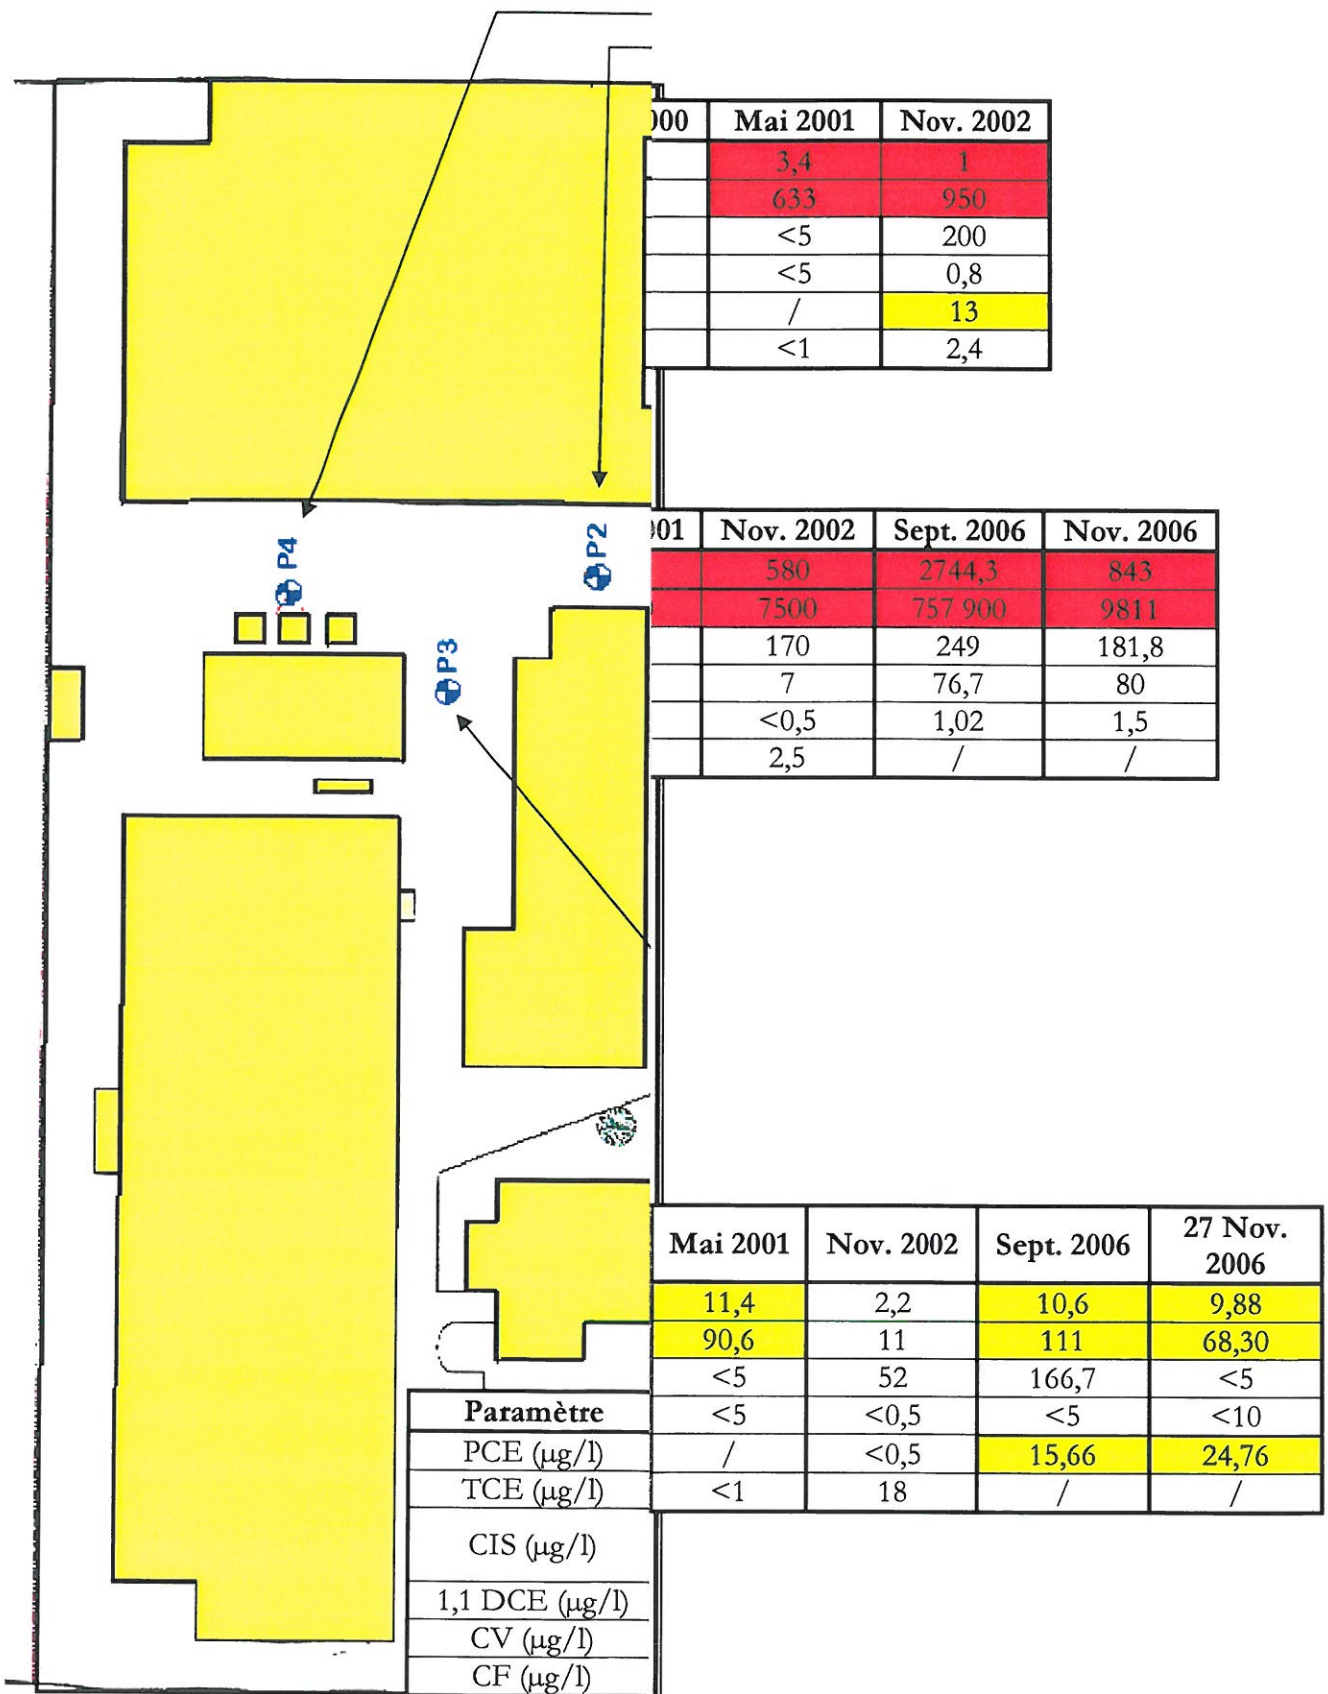 000 Mai 2001 Nov. 2002
3,4 1
633 950
<5 200
<5 0,8
/ 13
<1 2,4
P4
P2
P3
01 Nov. 2002 Sept. 2006 Nov. 2006
580 2744,3 843
7500 757 900 9811
170 249 181,8
7 76,7 80
<0,5 1,02 1,5
2,5 / /
Mai 2001 Nov. 2002 Sept. 2006 27 Nov.
2006
11,4 2,2 10,6 9,88
90,6 11 111 68,30
<5 52 166,7 <5
<5 <0,5 <5 <10
/ <0,5 15,66 24,76
<1 18 / /
Paramètre
PCE (µg/l)
TCE (µg/l)
CIS (µg/l)
1,1 DCE (µg/l)
CV (µg/l)
CF (µg/l)